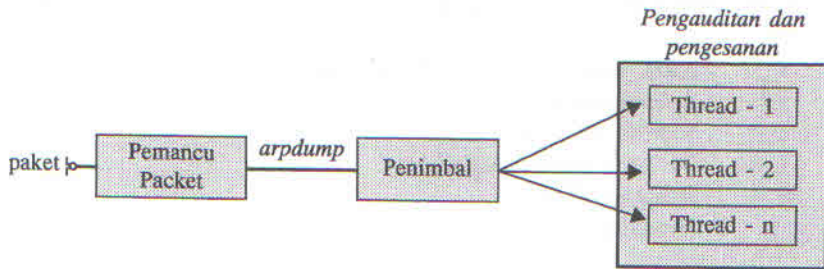 Pengauditan dan
pengesanan
paket
Pemancu
Packet
arpdump
Penimbal
Thread - 1
Thread - 2
Thread - n